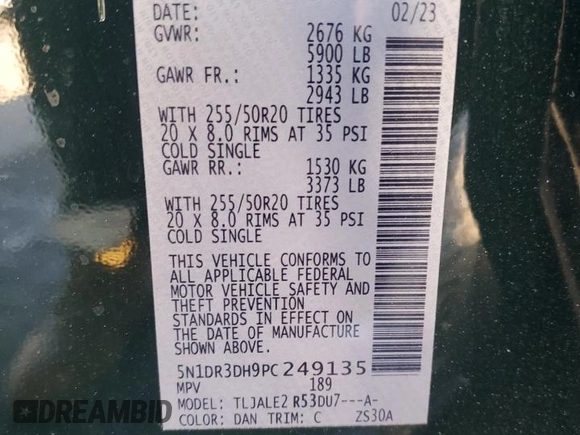 DATE: 02/23
GVWR: 2676 KG
5900 LB
GAWR FR.: 1335 KG
2943 LB
WITH 255/50R20 TIRES
20 X 8.0 RIMS AT 35 PSI
COLD SINGLE
GAWR RR.: 1530 KG
3373 LB
WITH 255/50R20 TIRES
20 X 8.0 RIMS AT 35 PSI
COLD SINGLE
THIS VEHICLE CONFORMS TO
ALL APPLICABLE FEDERAL
MOTOR VEHICLE SAFETY AND
THEFT PREVENTION
STANDARDS IN EFFECT ON
THE DATE OF MANUFACTURE
SHOWN ABOVE.
5N1DR3DH9PC249135
MPV 189
MODEL: TLJALE2 R53DU7---A-
COLOR: DAN TRIM: C ZS30A
DREAMBID